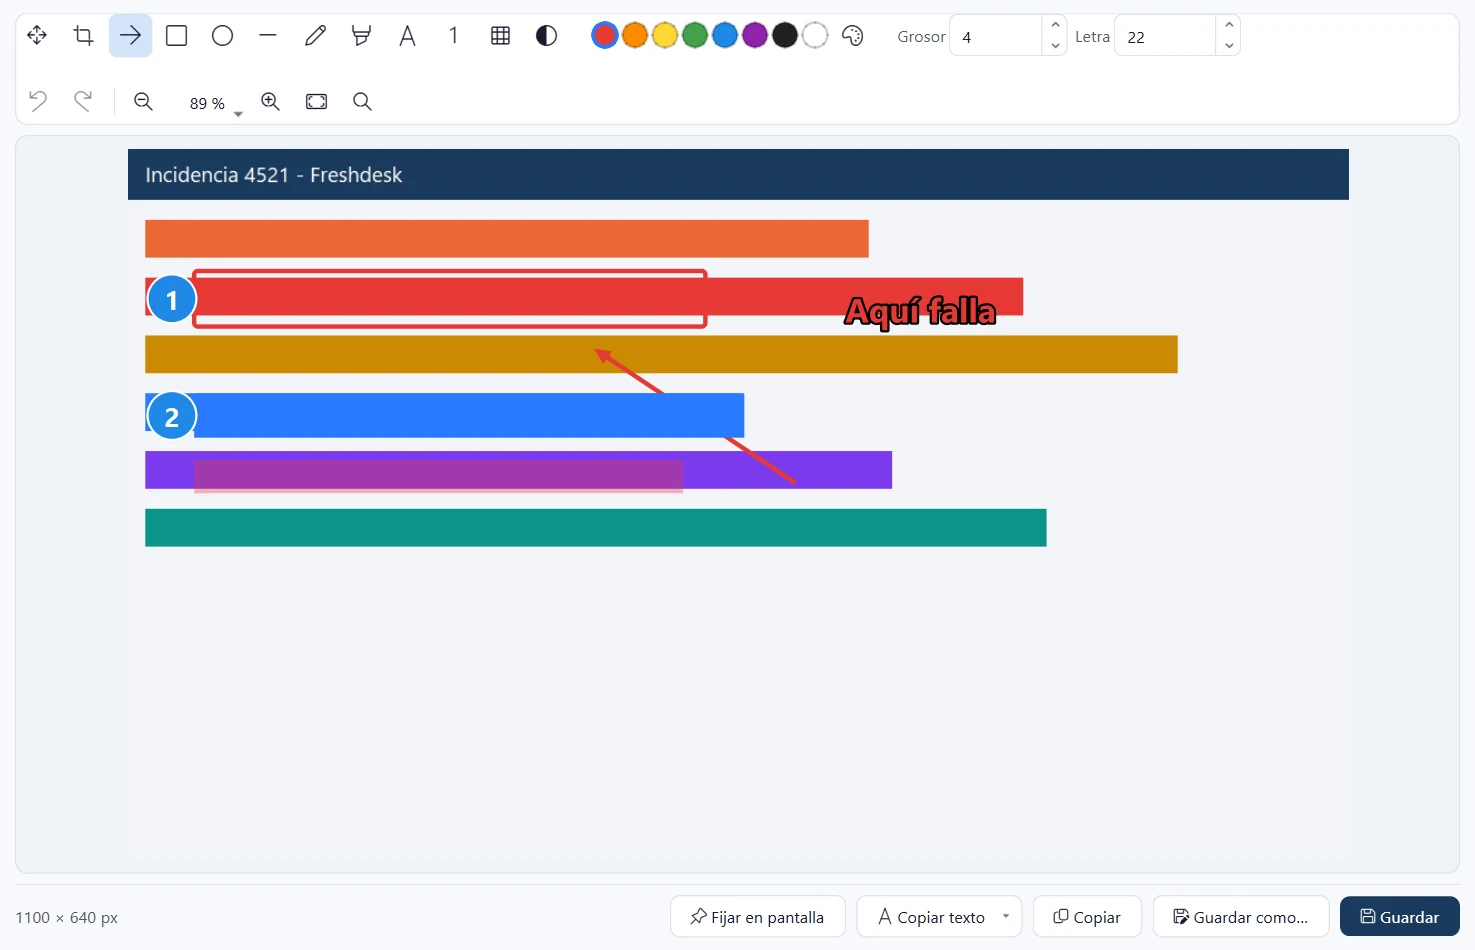 1
Grosor 4 Letra 22
89 %
Incidencia 4521 - Freshdesk
1
Aquí falla
2
1100 × 640 px
Fijar en pantalla
Copiar texto
Copiar
Guardar como...
Guardar